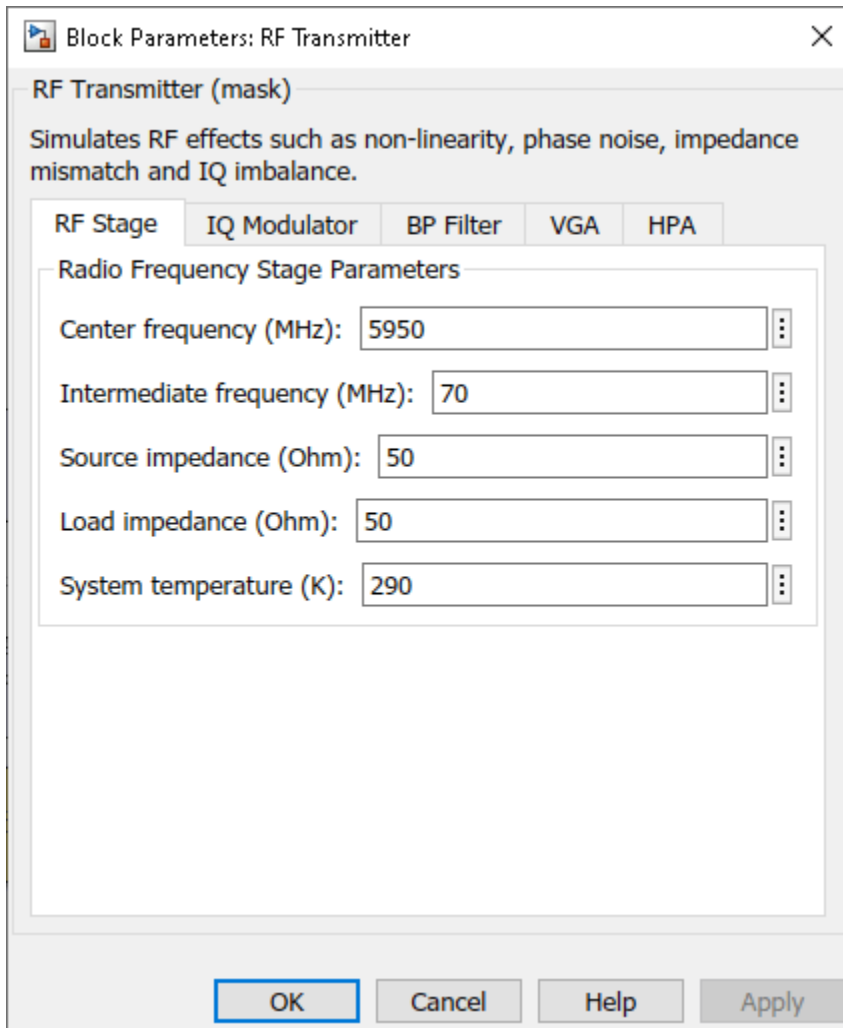 Block Parameters: RF Transmitter
RF Transmitter (mask)
Simulates RF effects such as non-linearity, phase noise, impedance
mismatch and IQ imbalance.
RF Stage IQ Modulator BP Filter VGA HPA
Radio Frequency Stage Parameters
Center frequency (MHz): 5950
Intermediate frequency (MHz): 70
Source impedance (Ohm): 50
Load impedance (Ohm): 50
System temperature (K): 290
OK Cancel Help Apply